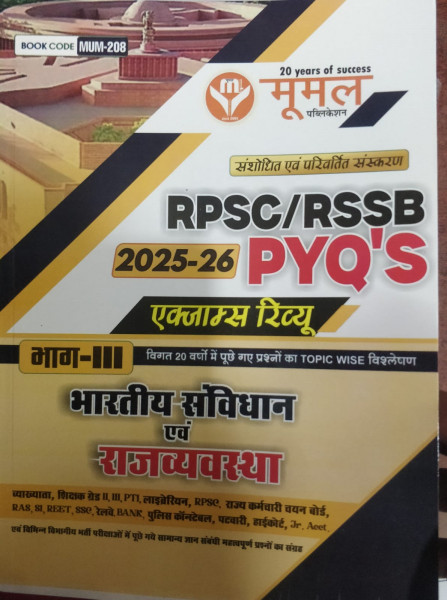 BOOK CODE MUM-208
20 years of success
मूमल
पब्लिकेशन
संशोधित एवं परिवर्तित संस्करण
RPSC/RSSB
2025-26 PYQ'S
एक्जाम्स रिव्यू
भाग-III विगत 20 वर्षो में पूछे गए प्रश्नों का TOPIC WISE विश्लेषण
भारतीय संविधान
एवं
राजव्यवस्था
व्याख्याता, शिक्षक ग्रेड II, III, PTI, लाइब्रेरियन, RPSC, राज्य कर्मचारी चयन बोर्ड,
RAS, SI, REET, SSC, रेलवे, BANK, पुलिस कॉनटेबल, पटवारी, हाईकोर्ट, Jr. Acct.
एवं विभिन्न विभागीय भर्ती परीक्षाओं में पूछे गये सामान्य ज्ञान संबंधी महत्वपूर्ण प्रश्नों का संग्रह